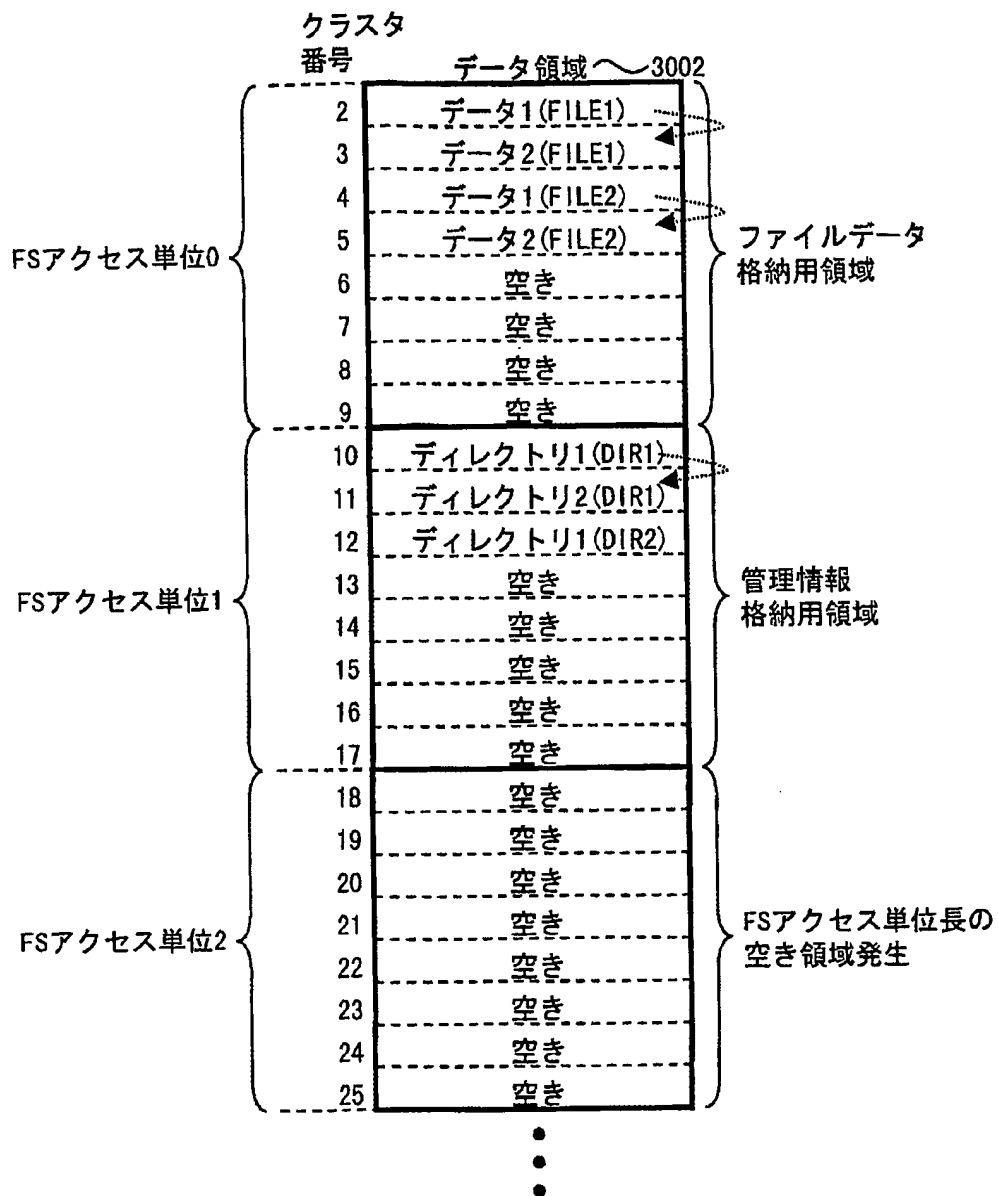 クラスタ
番号
データ領域 3002
2 データ1(FILE1)
3 データ2(FILE1)
4 データ1(FILE2)
5 データ2(FILE2)
6 空き
7 空き
8 空き
9 空き
FSアクセス単位0
ファイルデータ
格納用領域
10 ディレクトリ1(DIR1)
11 ディレクトリ2(DIR1)
12 ディレクトリ1(DIR2)
13 空き
14 空き
15 空き
16 空き
17 空き
FSアクセス単位1
管理情報
格納用領域
18 空き
19 空き
20 空き
21 空き
22 空き
23 空き
24 空き
25 空き
FSアクセス単位2
FSアクセス単位長の
空き領域発生